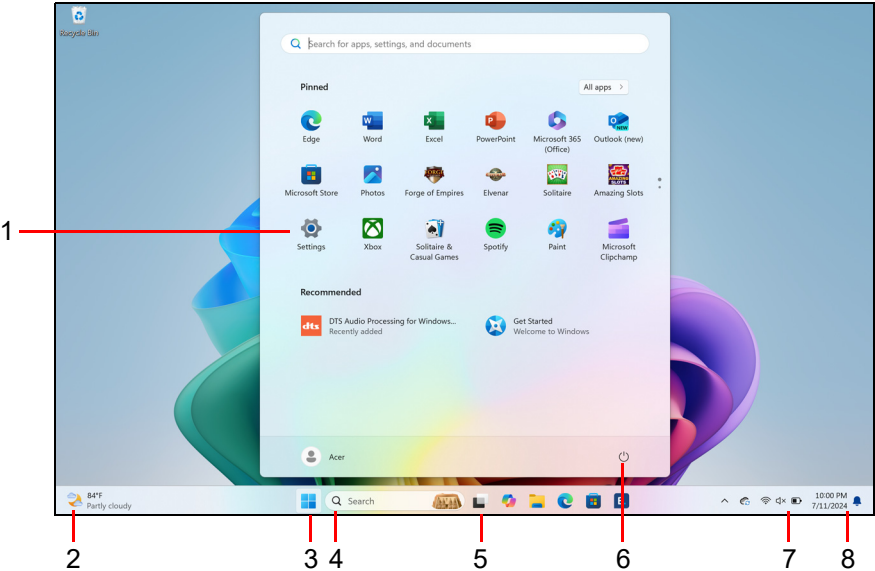 Recycle Bin
Search for apps, settings, and documents
Pinned
All apps
Edge
Word
Excel
PowerPoint
Microsoft 365
(Office)
Outlook (new)
Microsoft Store
Photos
Forge of Empires
Elvenar
Solitaire
Amazing Slots
1
Settings
Xbox
Solitaire &
Casual Games
Spotify
Paint
Microsoft
Clipchamp
Recommended
dts
DTS Audio Processing for Windows...
Recently added
Get Started
Welcome to Windows
Acer
84°F
Partly cloudy
Search
10:00 PM
7/11/2024
2
3
4
5
6
7
8